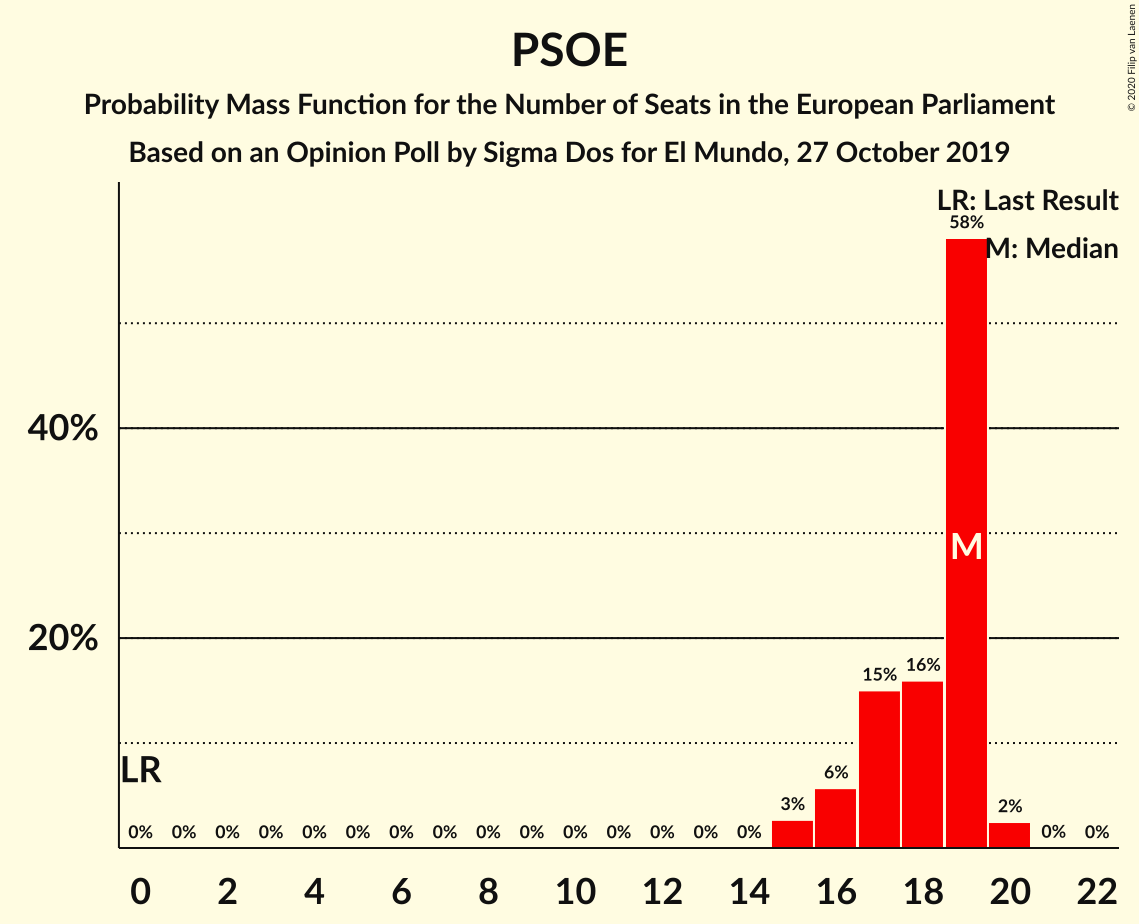 PSOE
Probability Mass Function for the Number of Seats in the European Parliament
Based on an Opinion Poll by Sigma Dos for El Mundo, 27 October 2019
© 2020 Filip van Laenen
LR: Last Result
M: Median
58%
40%
20%
M
LR
0% 0% 0% 0% 0% 0% 0% 0% 0% 0% 0% 0% 0% 0% 0% 3% 6% 15% 16% 2% 0% 0%
0 2 4 6 8 10 12 14 16 18 20 22